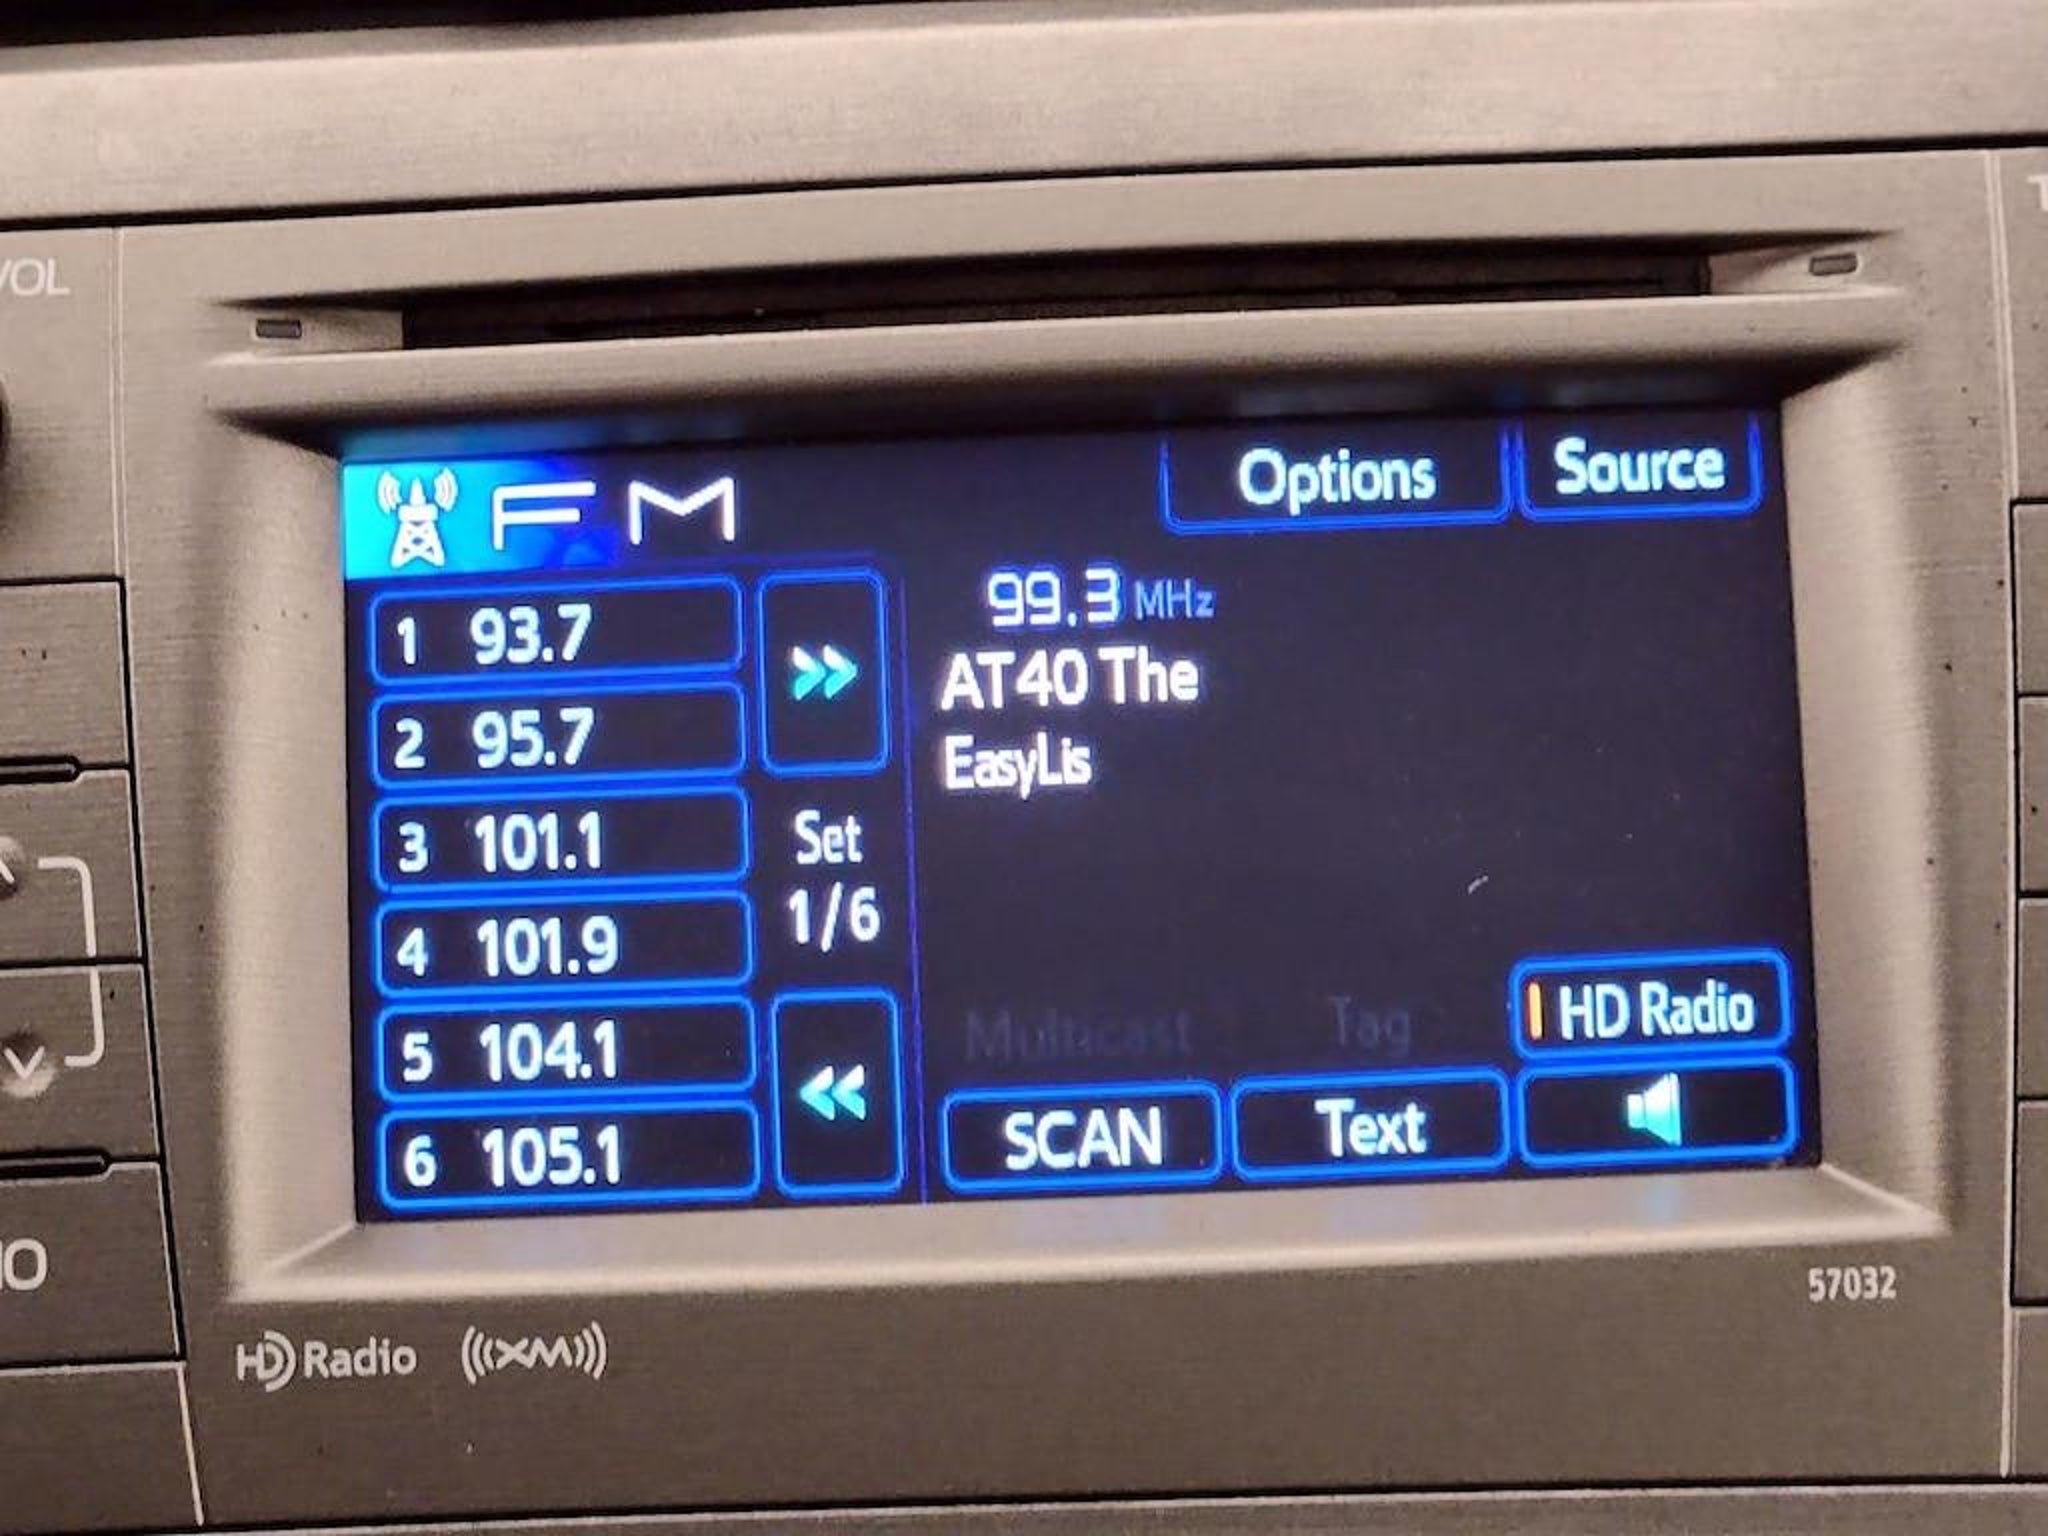 VOL
FM
Options
Source
1 93.7
2 95.7
3 101.1
4 101.9
5 104.1
6 105.1
Set
1/6
99.3 MHz
AT40 The
EasyLis
Multicast
Tag
HD Radio
SCAN
Text
57032
HD Radio
((XM))